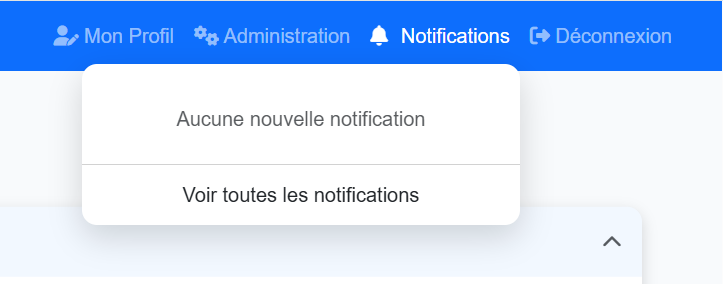 Mon Profil Administration Notifications Déconnexion
Aucune nouvelle notification
Voir toutes les notifications